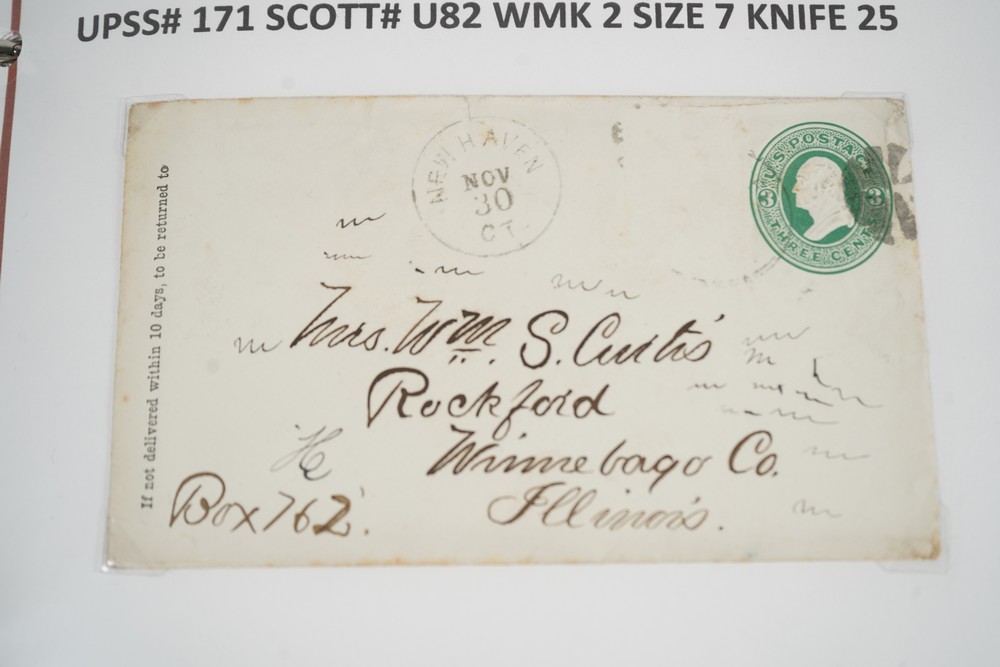 UPSS# 171 SCOTT# U82 WMK 2 SIZE 7 KNIFE 25
NEW HAVEN
NOV
30
CT.
U.S. POSTAGE
3 3
THREE CENTS
If not delivered within 10 days, to be returned to
Mrs. Wm. S. Curtis
Rockford
Winnebago Co.
Illinois.
Box 762.